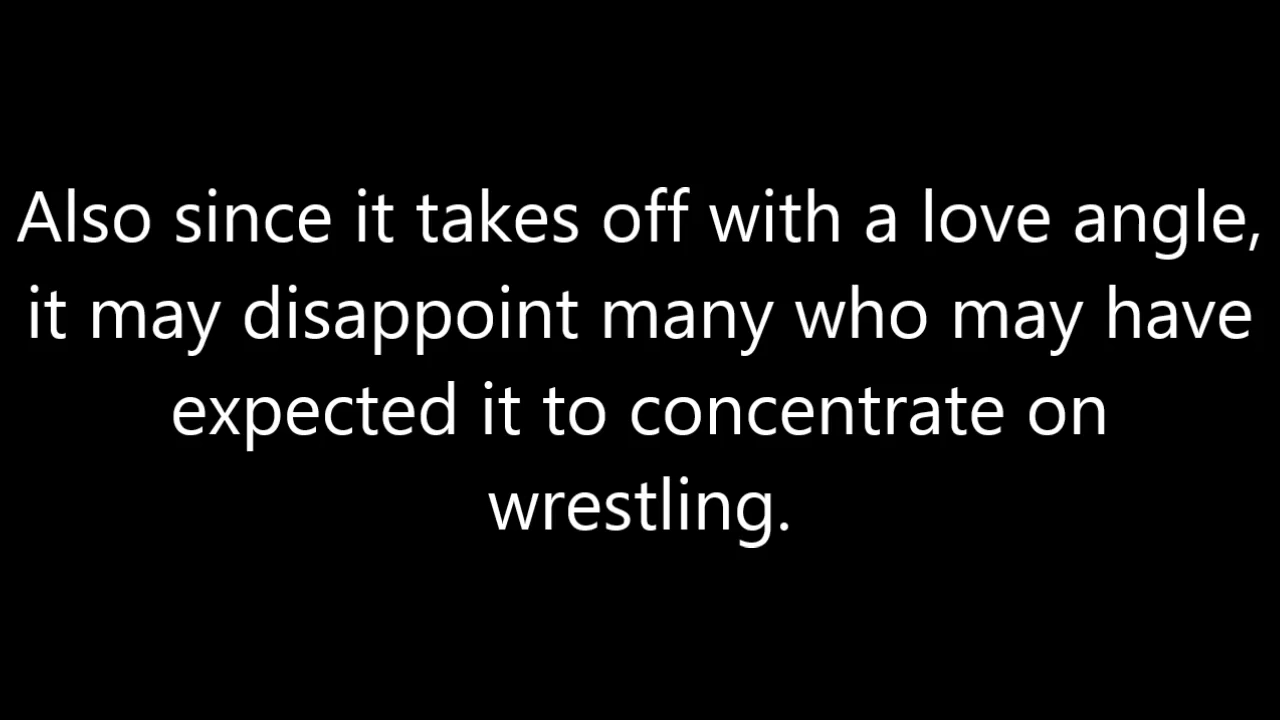 Also since it takes off with a love angle,
it may disappoint many who may have
expected it to concentrate on
wrestling.